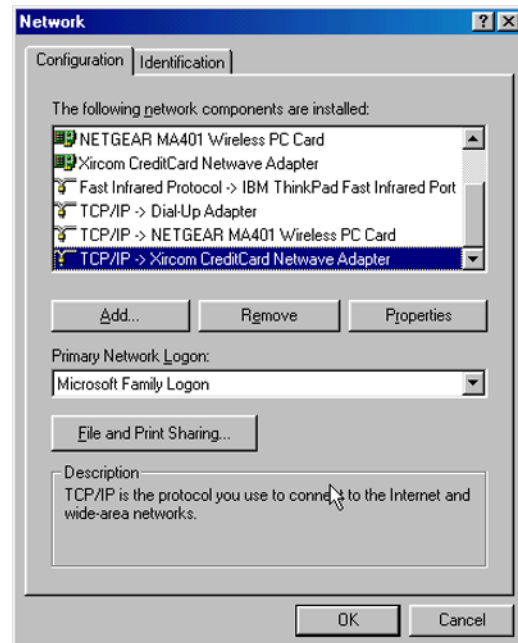 Network
Configuration
Identification
The following network components are installed:
NETGEAR MA401 Wireless PC Card
Xircom CreditCard Netwave Adapter
Fast Infrared Protocol -> IBM ThinkPad Fast Infrared Port
TCP/IP -> Dial-Up Adapter
TCP/IP -> NETGEAR MA401 Wireless PC Card
TCP/IP -> Xircom CreditCard Netwave Adapter
Add...
Remove
Properties
Primary Network Logon:
Microsoft Family Logon
File and Print Sharing...
Description
TCP/IP is the protocol you use to connect to the Internet and
wide-area networks.
OK
Cancel